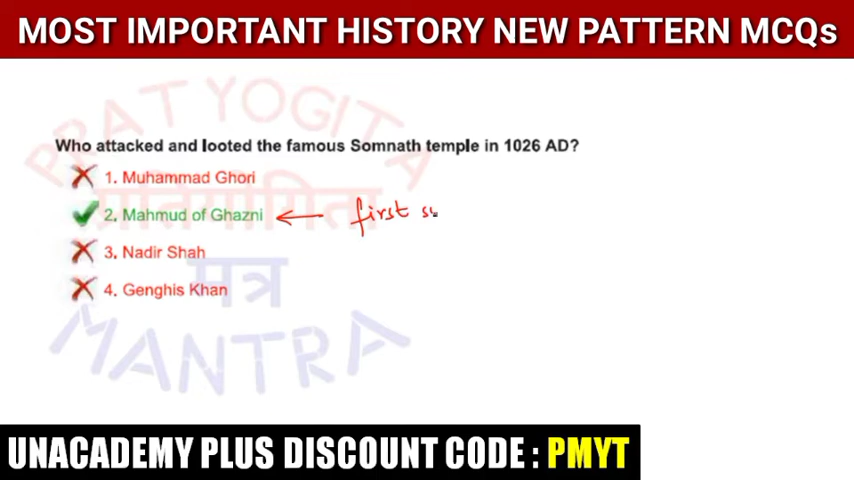 MOST IMPORTANT HISTORY NEW PATTERN MCQs
PRATYOGITA
प्रतियोगिता
मंत्र
MANTRA
Who attacked and looted the famous Somnath temple in 1026 AD?
1. Muhammad Ghori
2. Mahmud of Ghazni ← first su
3. Nadir Shah
4. Genghis Khan
UNACADEMY PLUS DISCOUNT CODE : PMYT